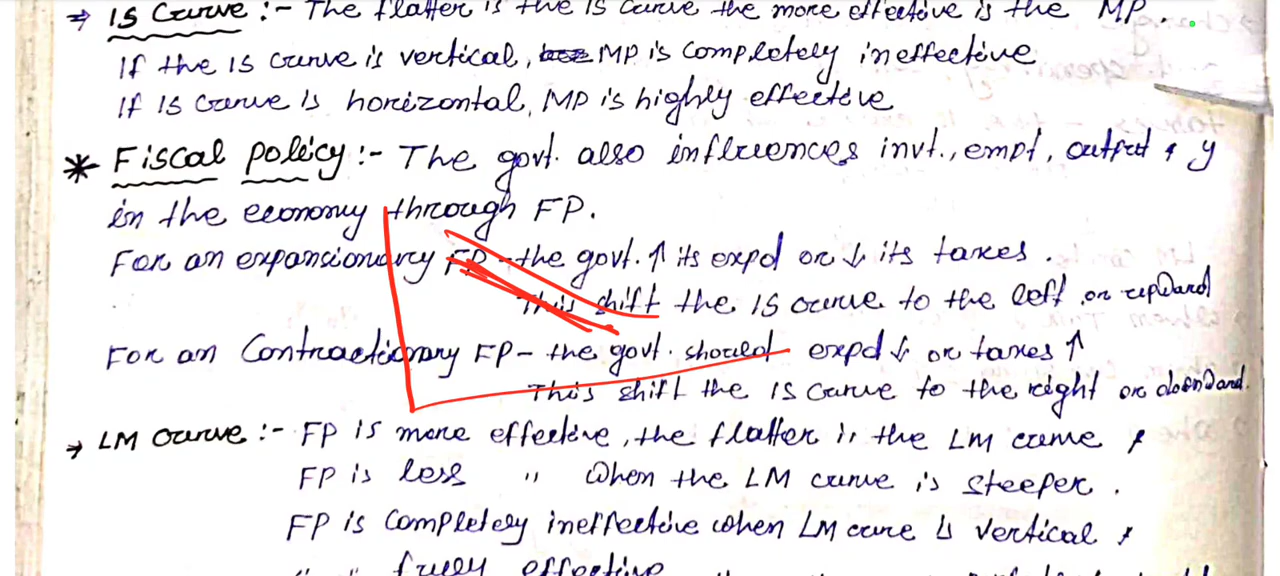 ⇒ IS Curve :- The flatter is the IS curve the more effective is the MP.
If the IS curve is vertical, MP is completely ineffective
If IS Curve is horizontal, MP is highly effective
* Fiscal policy :- The govt. also influences invt., empt, output & y
in the economy through FP.
For an expansionary FP - the govt. ↑ its expd or ↓ its taxes.
This shift the IS curve to the left or upward
For an Contractionary FP - the govt. should expd ↓ or taxes ↑
This shift the IS Curve to the right or downward.
→ LM curve :- FP is more effective, the flatter is the LM curve &
FP is less " when the LM curve is steeper.
FP is completely ineffective when LM curve is vertical &
" " fully effective